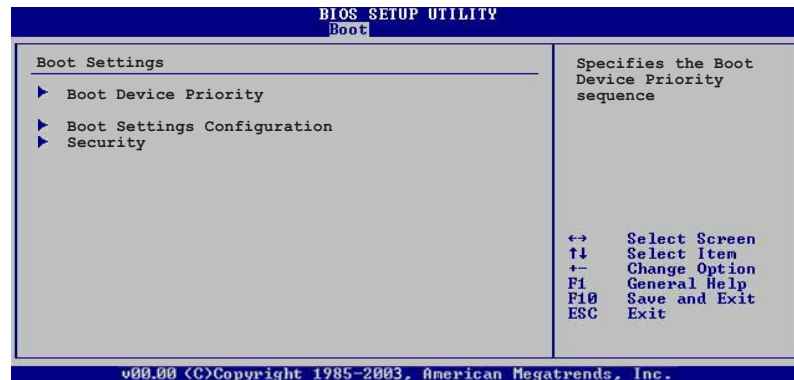 BIOS SETUP UTILITY
Boot
Boot Settings
Boot Device Priority
Boot Settings Configuration
Security
Specifies the Boot
Device Priority
sequence
←→ Select Screen
↑↓ Select Item
+- Change Option
F1 General Help
F10 Save and Exit
ESC Exit
v00.00 (C)Copyright 1985-2003, American Megatrends, Inc.